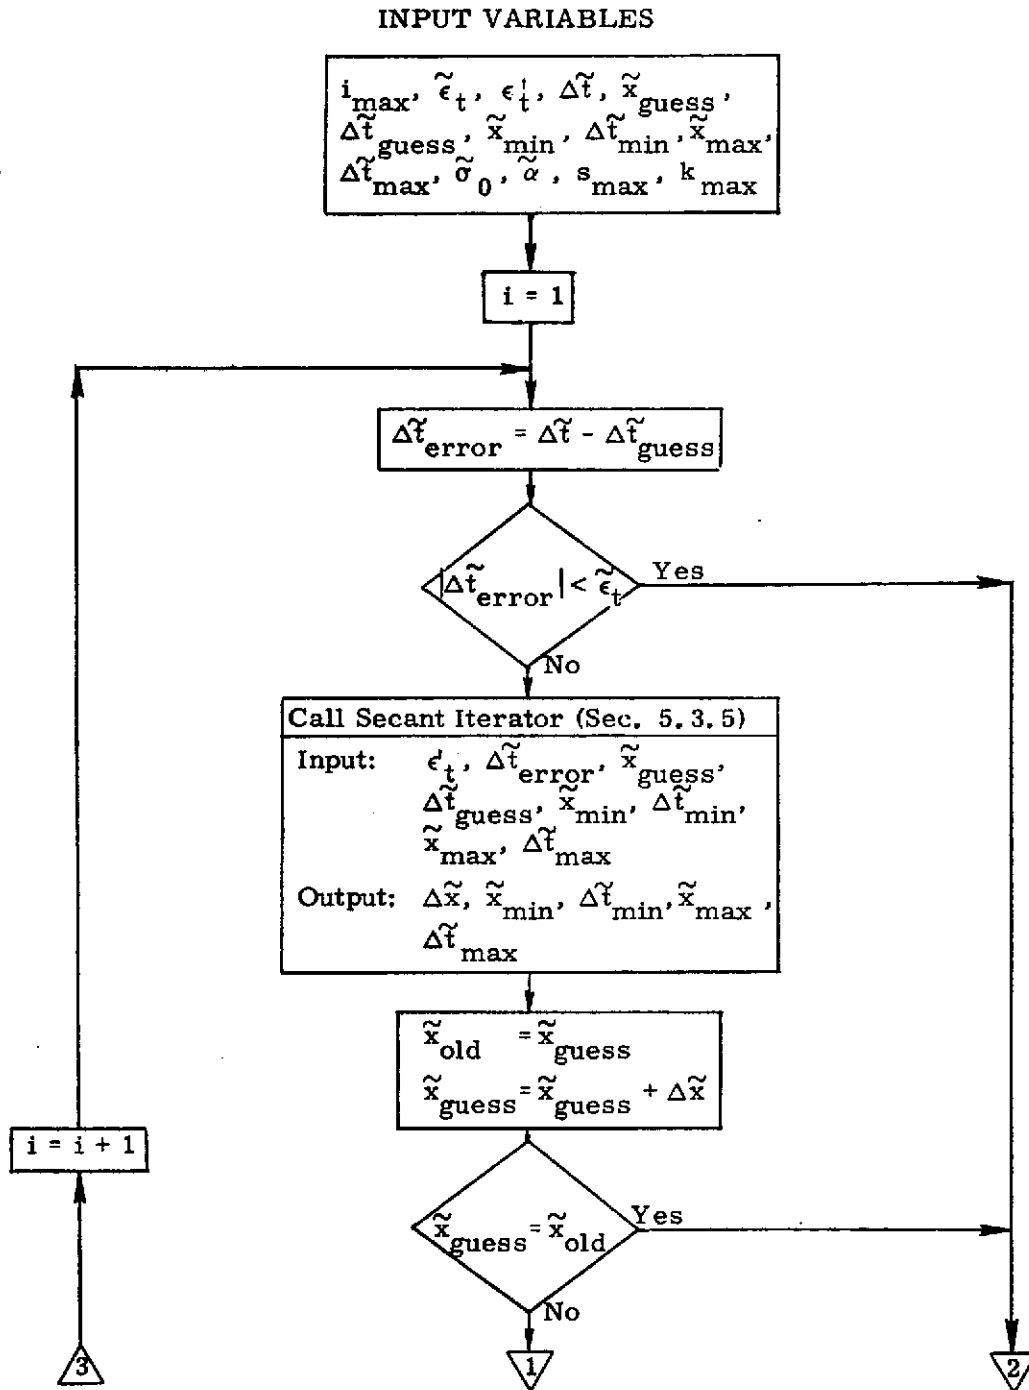 INPUT VARIABLES
i_max, ε̃_t, ε'_t, Δt̃, x̃_guess,
Δt̃_guess, x̃_min, Δt̃_min, x̃_max,
Δt̃_max, σ̃_0, α̃, s_max, k_max
i = 1
Δt̃_error = Δt̃ - Δt̃_guess
|Δt̃_error| < ε̃_t
Yes
No
Call Secant Iterator (Sec. 5.3.5)
Input: ε'_t, Δt̃_error, x̃_guess,
Δt̃_guess, x̃_min, Δt̃_min,
x̃_max, Δt̃_max
Output: Δx̃, x̃_min, Δt̃_min, x̃_max,
Δt̃_max
x̃_old = x̃_guess
x̃_guess = x̃_guess + Δx̃
i = i + 1
x̃_guess = x̃_old
Yes
No
3
1
2